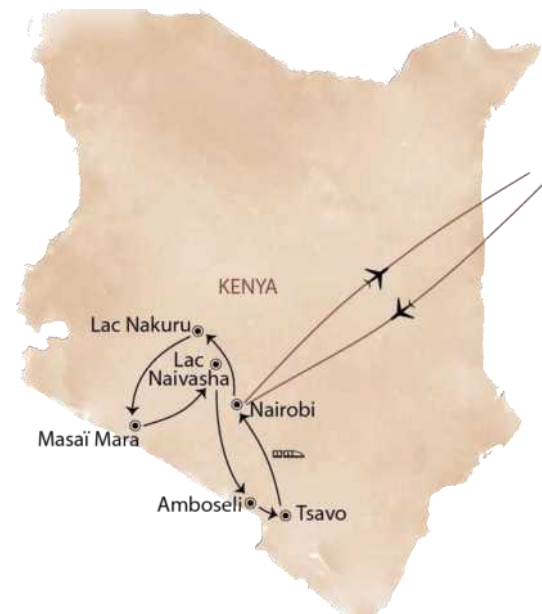 KENYA
Lac Nakuru
Lac
Naivasha
Nairobi
Masaï Mara
Amboseli
Tsavo